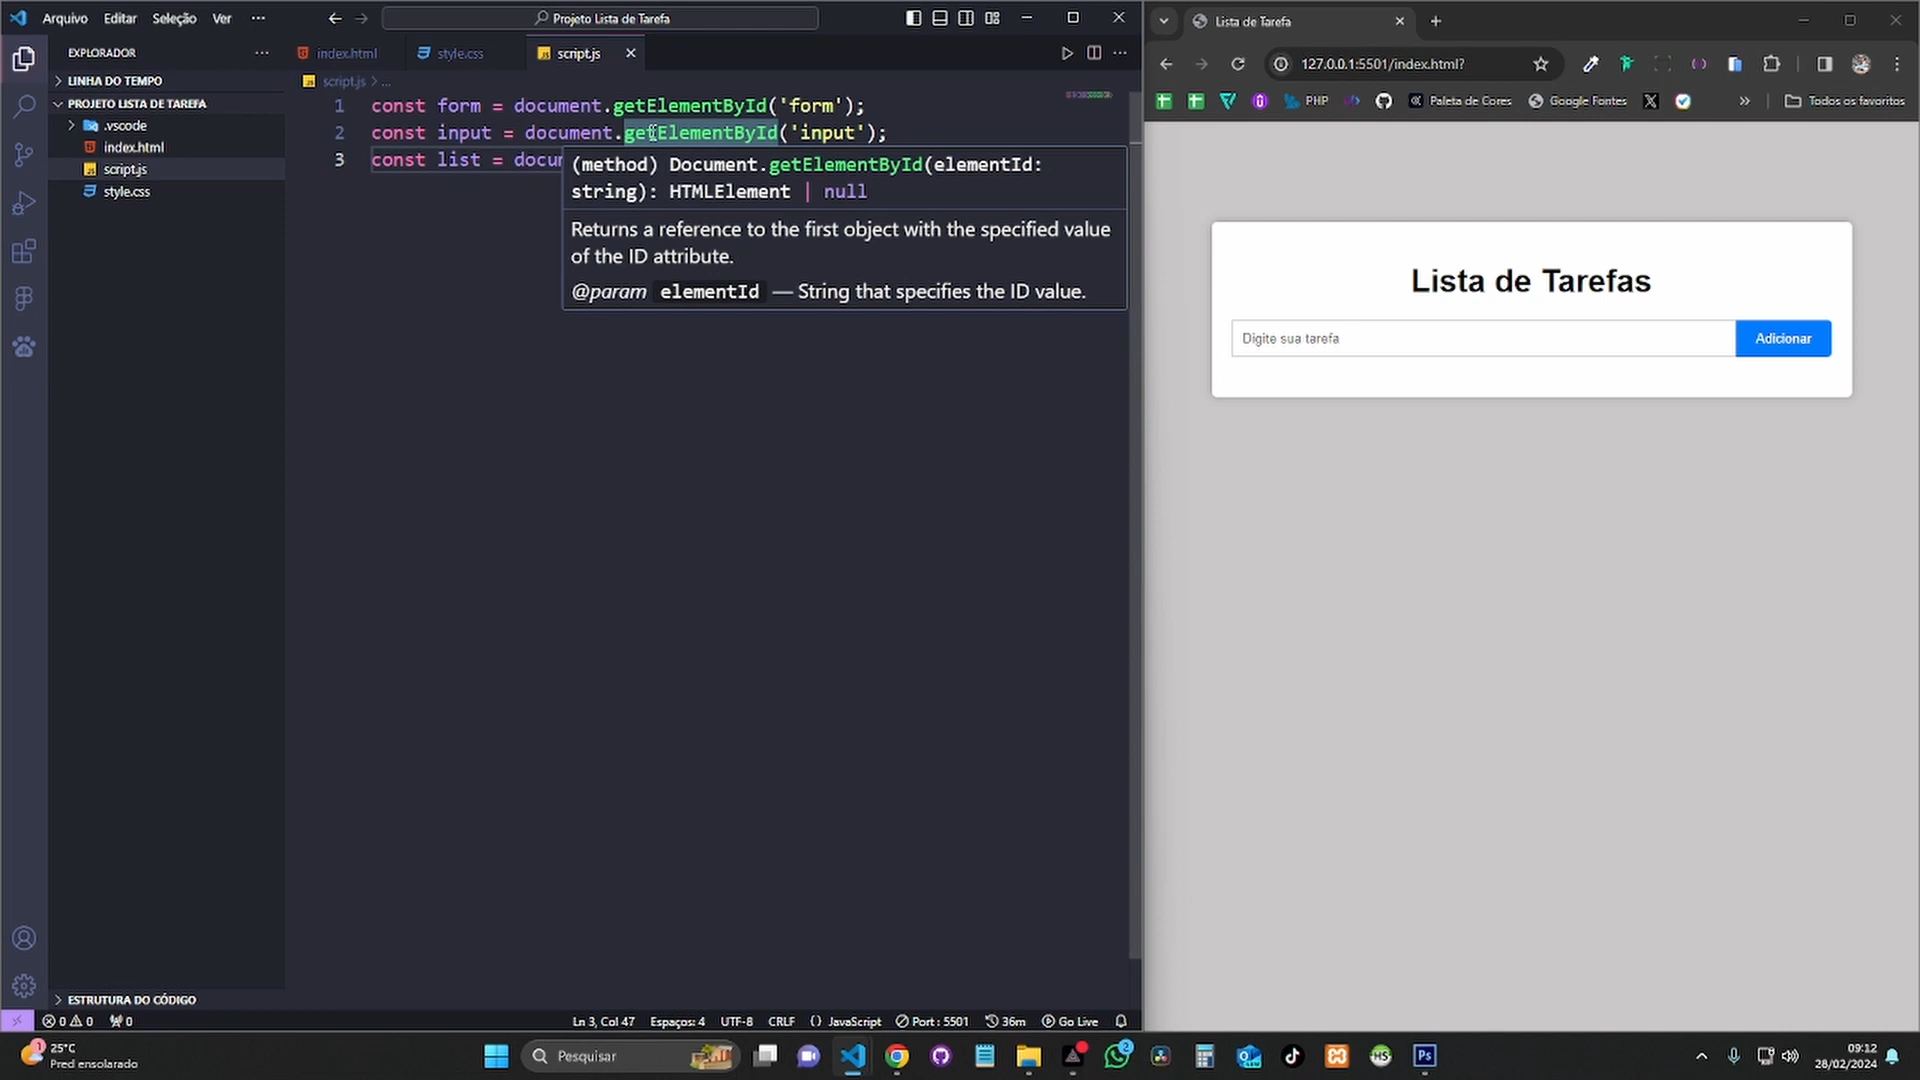 Arquivo Editar Seleção Ver ··· Projeto Lista de Tarefa
EXPLORADOR
LINHA DO TEMPO
PROJETO LISTA DE TAREFA
.vscode
index.html
script.js
style.css
ESTRUTURA DO CÓDIGO
index.html style.css script.js
script.js > ...
1 const form = document.getElementById('form');
2 const input = document.getElementById('input');
3 const list = docum
(method) Document.getElementById(elementId:
string): HTMLElement | null
Returns a reference to the first object with the specified value
of the ID attribute.
@param elementId — String that specifies the ID value.
0 0 0 Ln 3, Col 47 Espaços: 4 UTF-8 CRLF {} JavaScript Port : 5501 36m Go Live
Lista de Tarefa
127.0.0.1:5501/index.html?
PHP Paleta de Cores Google Fontes » Todos os favoritos
Lista de Tarefas
Digite sua tarefa Adicionar
1 25°C
Pred ensolarado
Pesquisar
2
Ps
09:12
28/02/2024